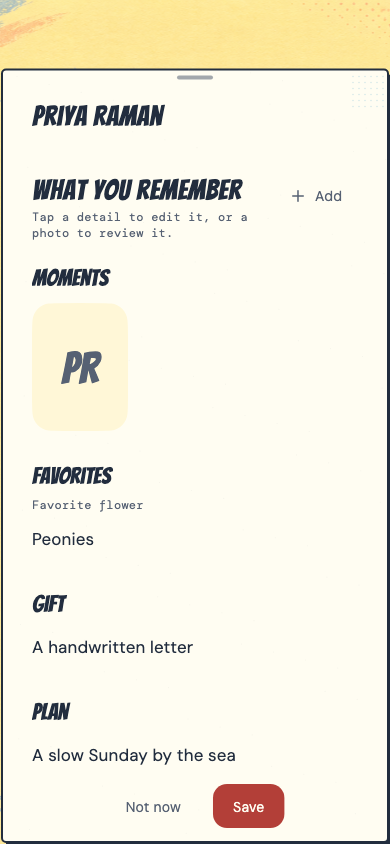 PRIYA RAMAN
WHAT YOU REMEMBER
+ Add
Tap a detail to edit it, or a
photo to review it.
MOMENTS
PR
FAVORITES
Favorite flower
Peonies
GIFT
A handwritten letter
PLAN
A slow Sunday by the sea
Not now
Save